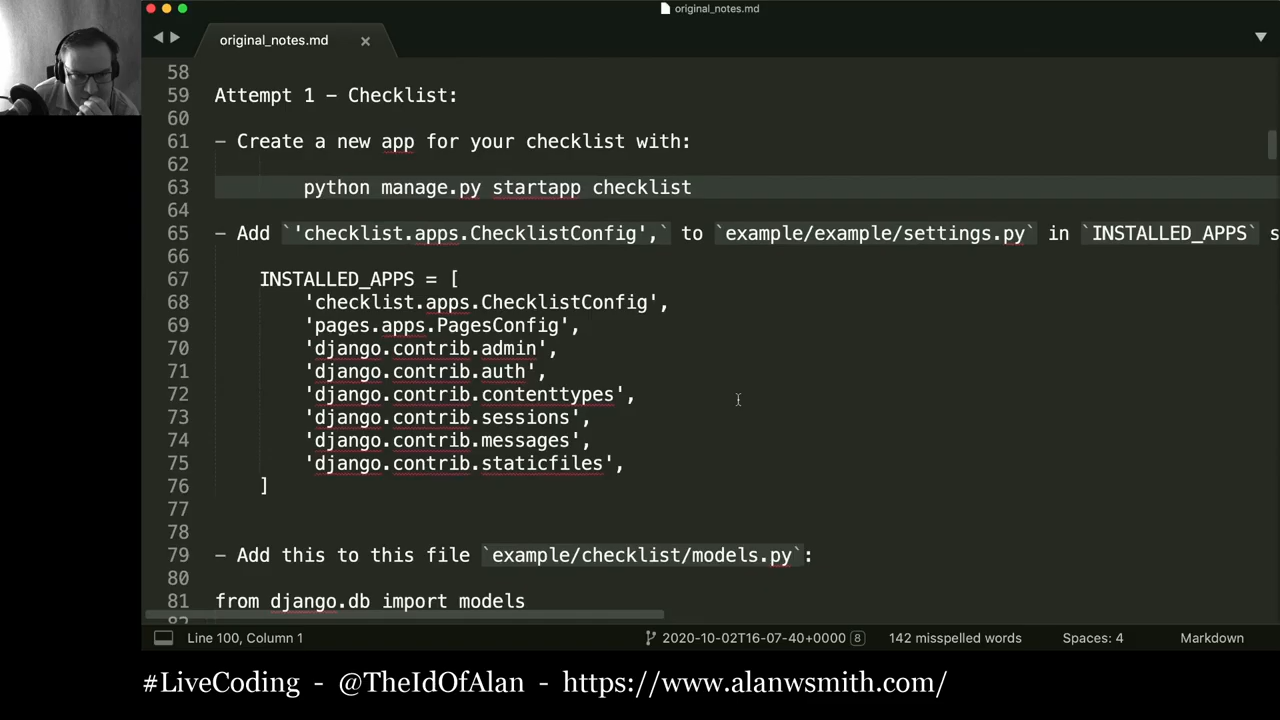 original_notes.md
original_notes.md
58
59 Attempt 1 - Checklist:
60
61 - Create a new app for your checklist with:
62
63 python manage.py startapp checklist
64
65 - Add `'checklist.apps.ChecklistConfig',` to `example/example/settings.py` in `INSTALLED_APPS` s
66
67 INSTALLED_APPS = [
68 'checklist.apps.ChecklistConfig',
69 'pages.apps.PagesConfig',
70 'django.contrib.admin',
71 'django.contrib.auth',
72 'django.contrib.contenttypes',
73 'django.contrib.sessions',
74 'django.contrib.messages',
75 'django.contrib.staticfiles',
76 ]
77
78
79 - Add this to this file `example/checklist/models.py`:
80
81 from django.db import models
82
Line 100, Column 1 2020-10-02T16-07-40+0000 8 142 misspelled words Spaces: 4 Markdown
#LiveCoding - @TheIdOfAlan - https://www.alanwsmith.com/